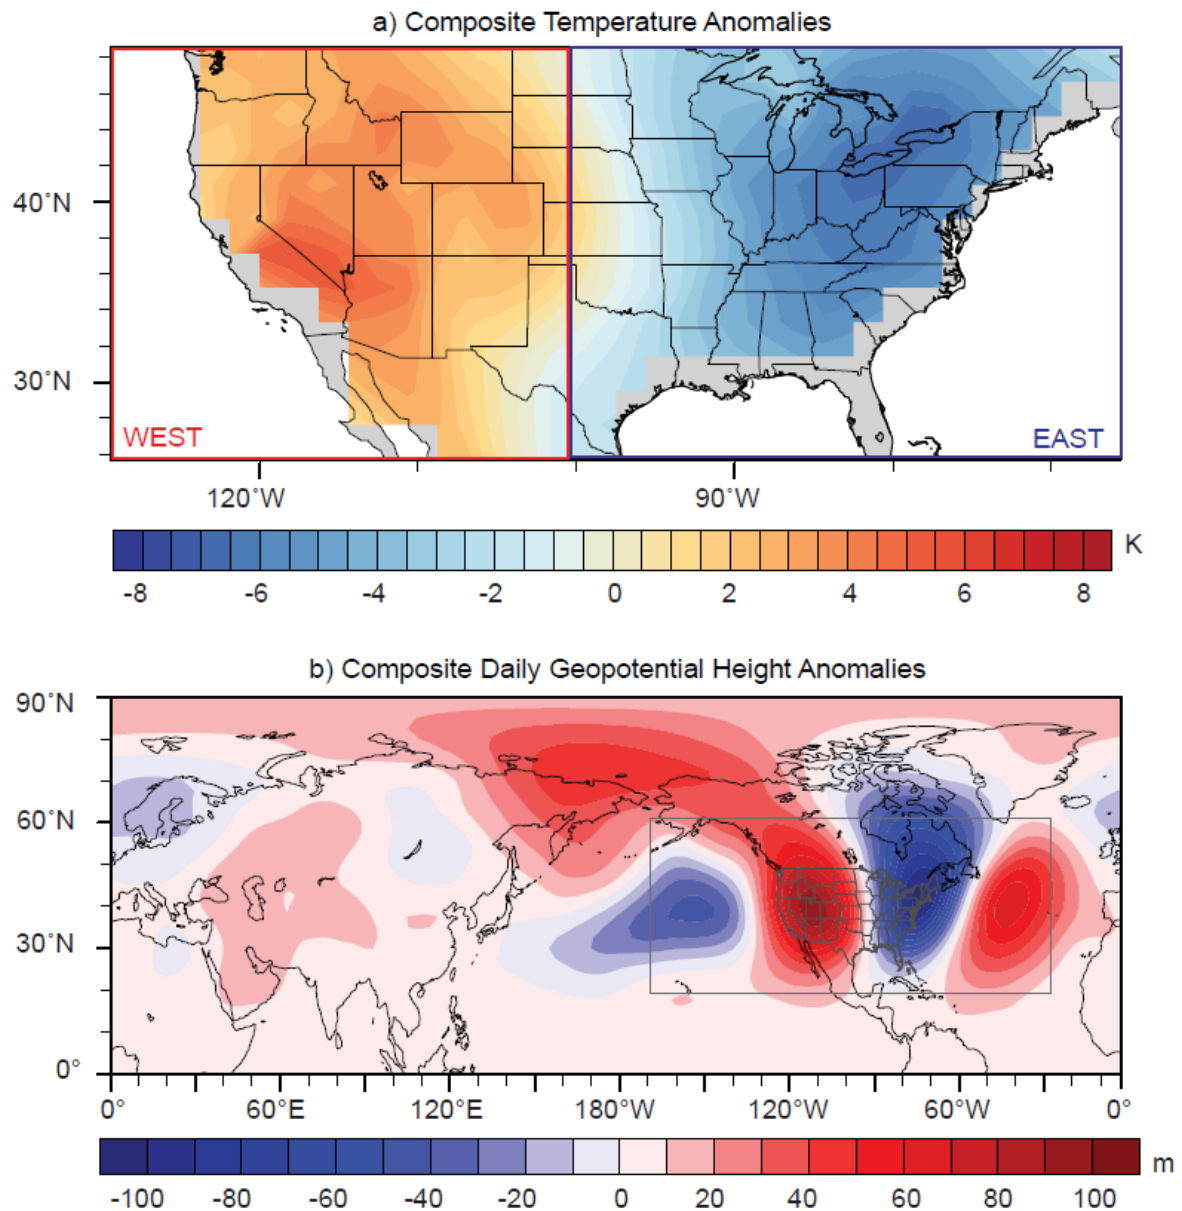 a) Composite Temperature Anomalies
40˚N
30˚N
WEST
EAST
120˚W
90˚W
K
-8 -6 -4 -2 0 2 4 6 8
b) Composite Daily Geopotential Height Anomalies
90˚N
60˚N
30˚N
0°
0° 60°E 120°E 180°W 120°W 60°W 0°
m
-100 -80 -60 -40 -20 0 20 40 60 80 100